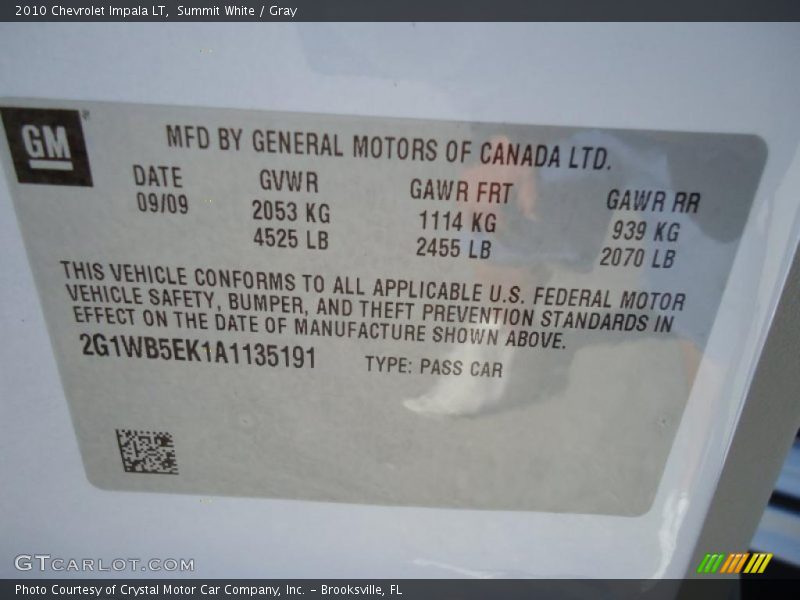 2010 Chevrolet Impala LT, Summit White / Gray
GM
MFD BY GENERAL MOTORS OF CANADA LTD.
DATE GVWR GAWR FRT GAWR RR
09/09 2053 KG 1114 KG 939 KG
4525 LB 2455 LB 2070 LB
THIS VEHICLE CONFORMS TO ALL APPLICABLE U.S. FEDERAL MOTOR
VEHICLE SAFETY, BUMPER, AND THEFT PREVENTION STANDARDS IN
EFFECT ON THE DATE OF MANUFACTURE SHOWN ABOVE.
2G1WB5EK1A1135191 TYPE: PASS CAR
GTCARLOT.COM
Photo Courtesy of Crystal Motor Car Company, Inc. – Brooksville, FL